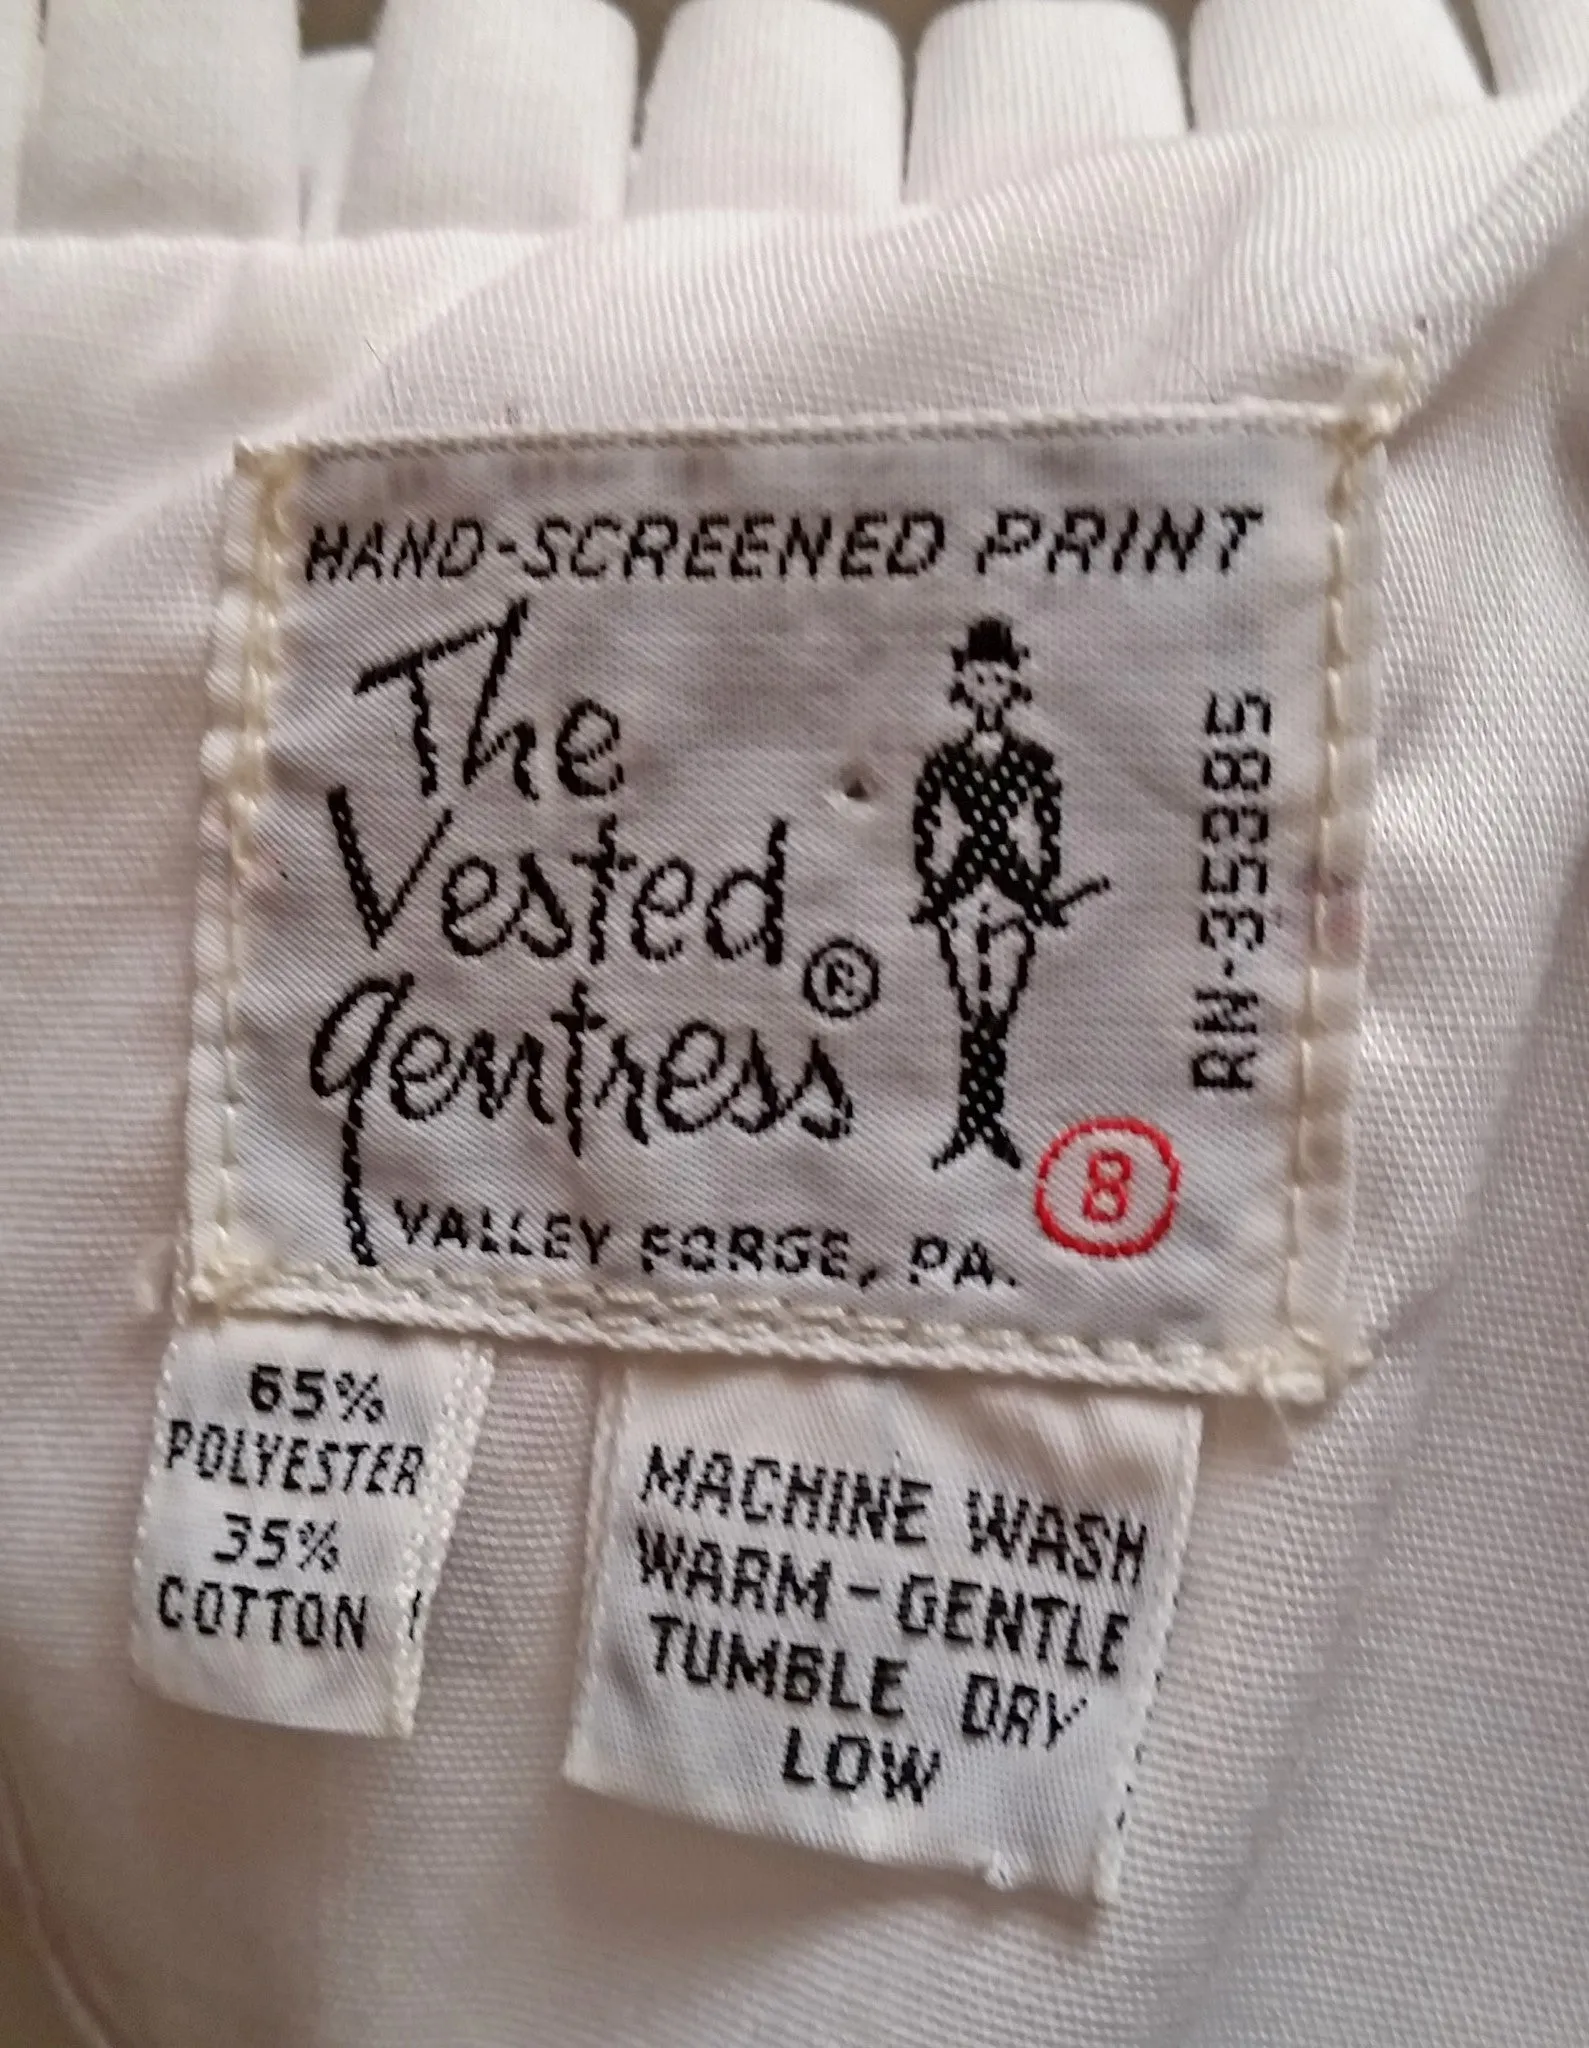 HAND-SCREENED PRINT
The
Vested
gentress®
RN-35385
8
VALLEY FORGE, PA.
65%
POLYESTER
35%
COTTON
MACHINE WASH
WARM-GENTLE
TUMBLE DRY
LOW